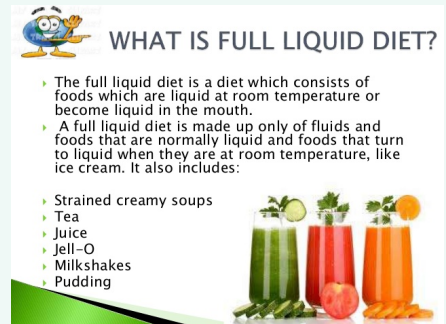 WHAT IS FULL LIQUID DIET?
The full liquid diet is a diet which consists of
foods which are liquid at room temperature or
become liquid in the mouth.
A full liquid diet is made up only of fluids and
foods that are normally liquid and foods that turn
to liquid when they are at room temperature, like
ice cream. It also includes:
Strained creamy soups
Tea
Juice
Jell-O
Milkshakes
Pudding